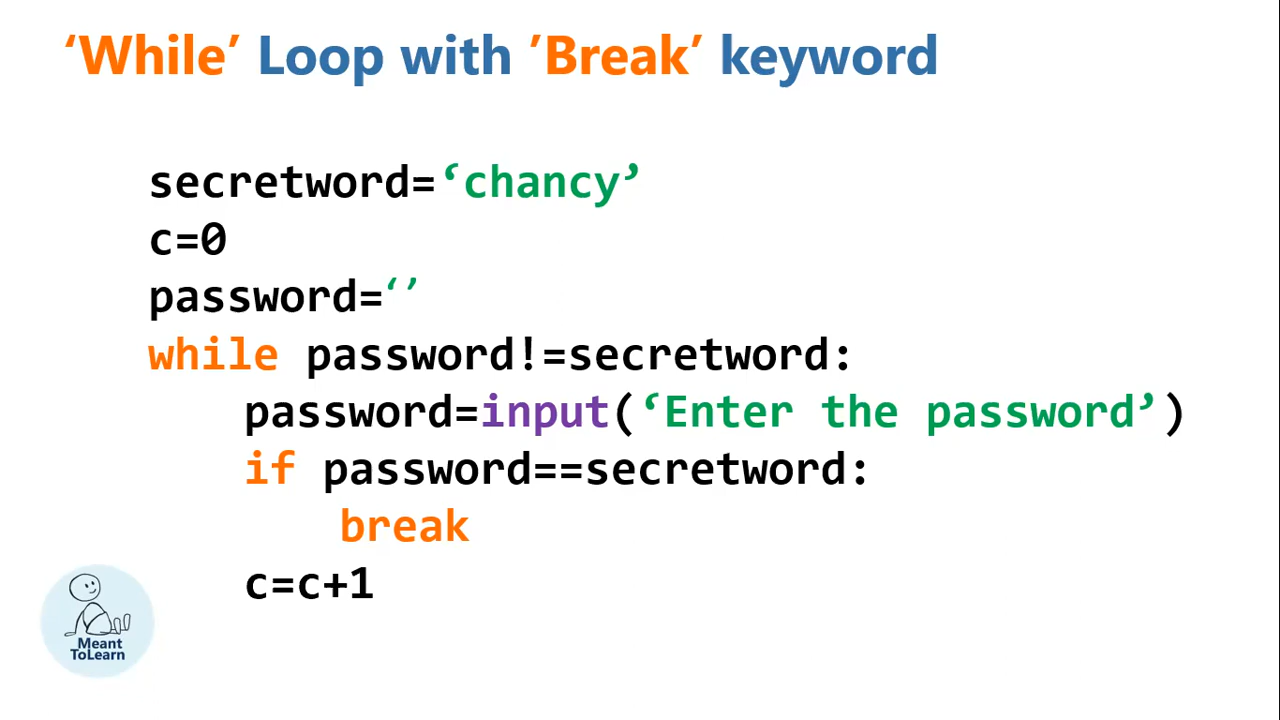 ‘While’ Loop with ’Break’ keyword
secretword=‘chancy’
c=0
password=‘’
while password!=secretword:
password=input(‘Enter the password’)
if password==secretword:
break
c=c+1
Meant
ToLearn